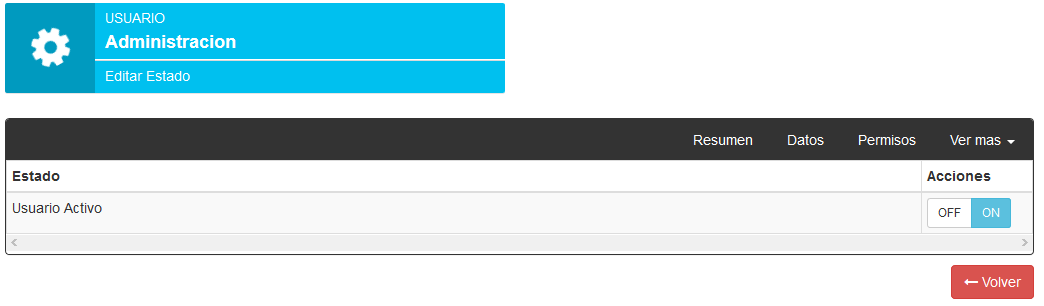 USUARIO
Administracion
Editar Estado
Resumen Datos Permisos Ver mas
Estado Acciones
Usuario Activo OFF ON
Volver